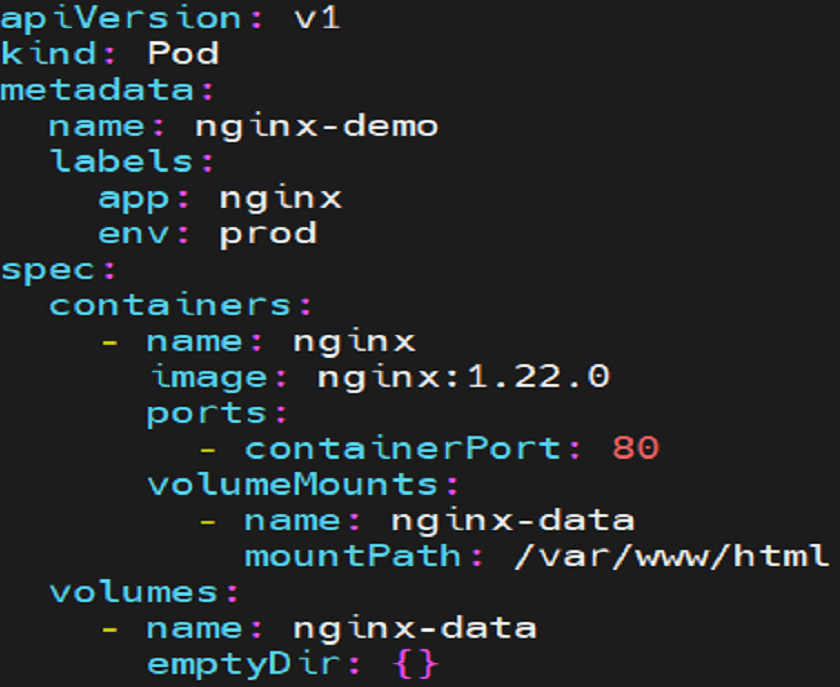 apiVersion: v1
kind: Pod
metadata:
  name: nginx-demo
  labels:
    app: nginx
    env: prod
spec:
  containers:
    - name: nginx
      image: nginx:1.22.0
      ports:
        - containerPort: 80
      volumeMounts:
        - name: nginx-data
          mountPath: /var/www/html
  volumes:
    - name: nginx-data
      emptyDir: {}